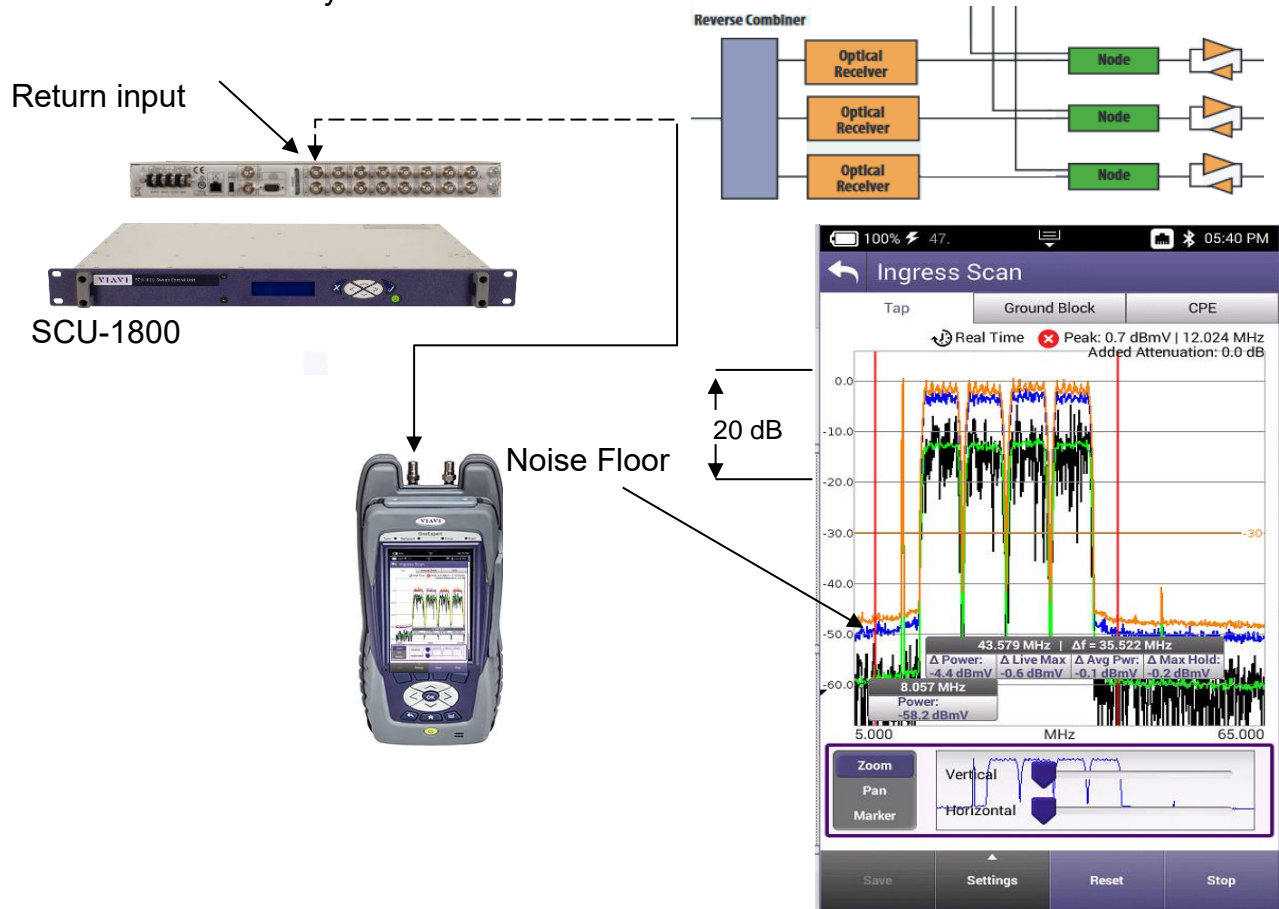 Reverse Combiner
Optical
Receiver
Node
Optical
Receiver
Node
Optical
Receiver
Node
Return input
VIAVI
SCU-1800
20 dB
Noise Floor
VIAVI
OneExpert
Ingress Scan
OK
100% 47. 05:40 PM
Ingress Scan
Tap Ground Block CPE
Real Time Peak: 0.7 dBmV | 12.024 MHz
Added Attenuation: 0.0 dB
0.0
-10.0
-20.0
-30.0 -30
-40.0
-50.0
-60.0
43.579 MHz | Δf = 35.522 MHz
Δ Power: Δ Live Max Δ Avg Pwr: Δ Max Hold:
-4.4 dBmV -0.6 dBmV -0.1 dBmV -0.2 dBmV
8.057 MHz
Power:
-58.2 dBmV
5.000 MHz 65.000
Zoom
Pan
Marker
Vertical
Horizontal
Save Settings Reset Stop